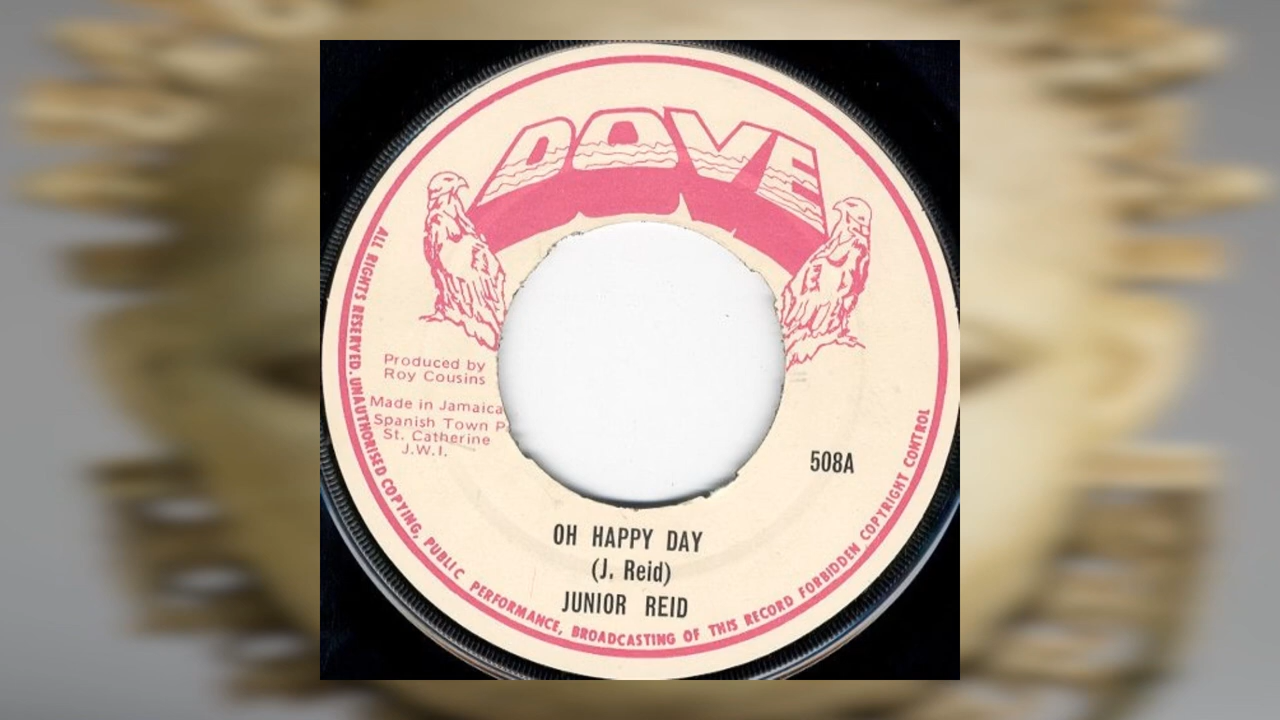 DOVE
Produced by
Roy Cousins
Made in Jamaica
Spanish Town
St. Catherine
J.W.I.
508A
OH HAPPY DAY
(J. Reid)
JUNIOR REID
ALL RIGHTS RESERVED. UNAUTHORISED COPYING, PUBLIC PERFORMANCE, BROADCASTING OF THIS RECORD FORBIDDEN COPYRIGHT CONTROL